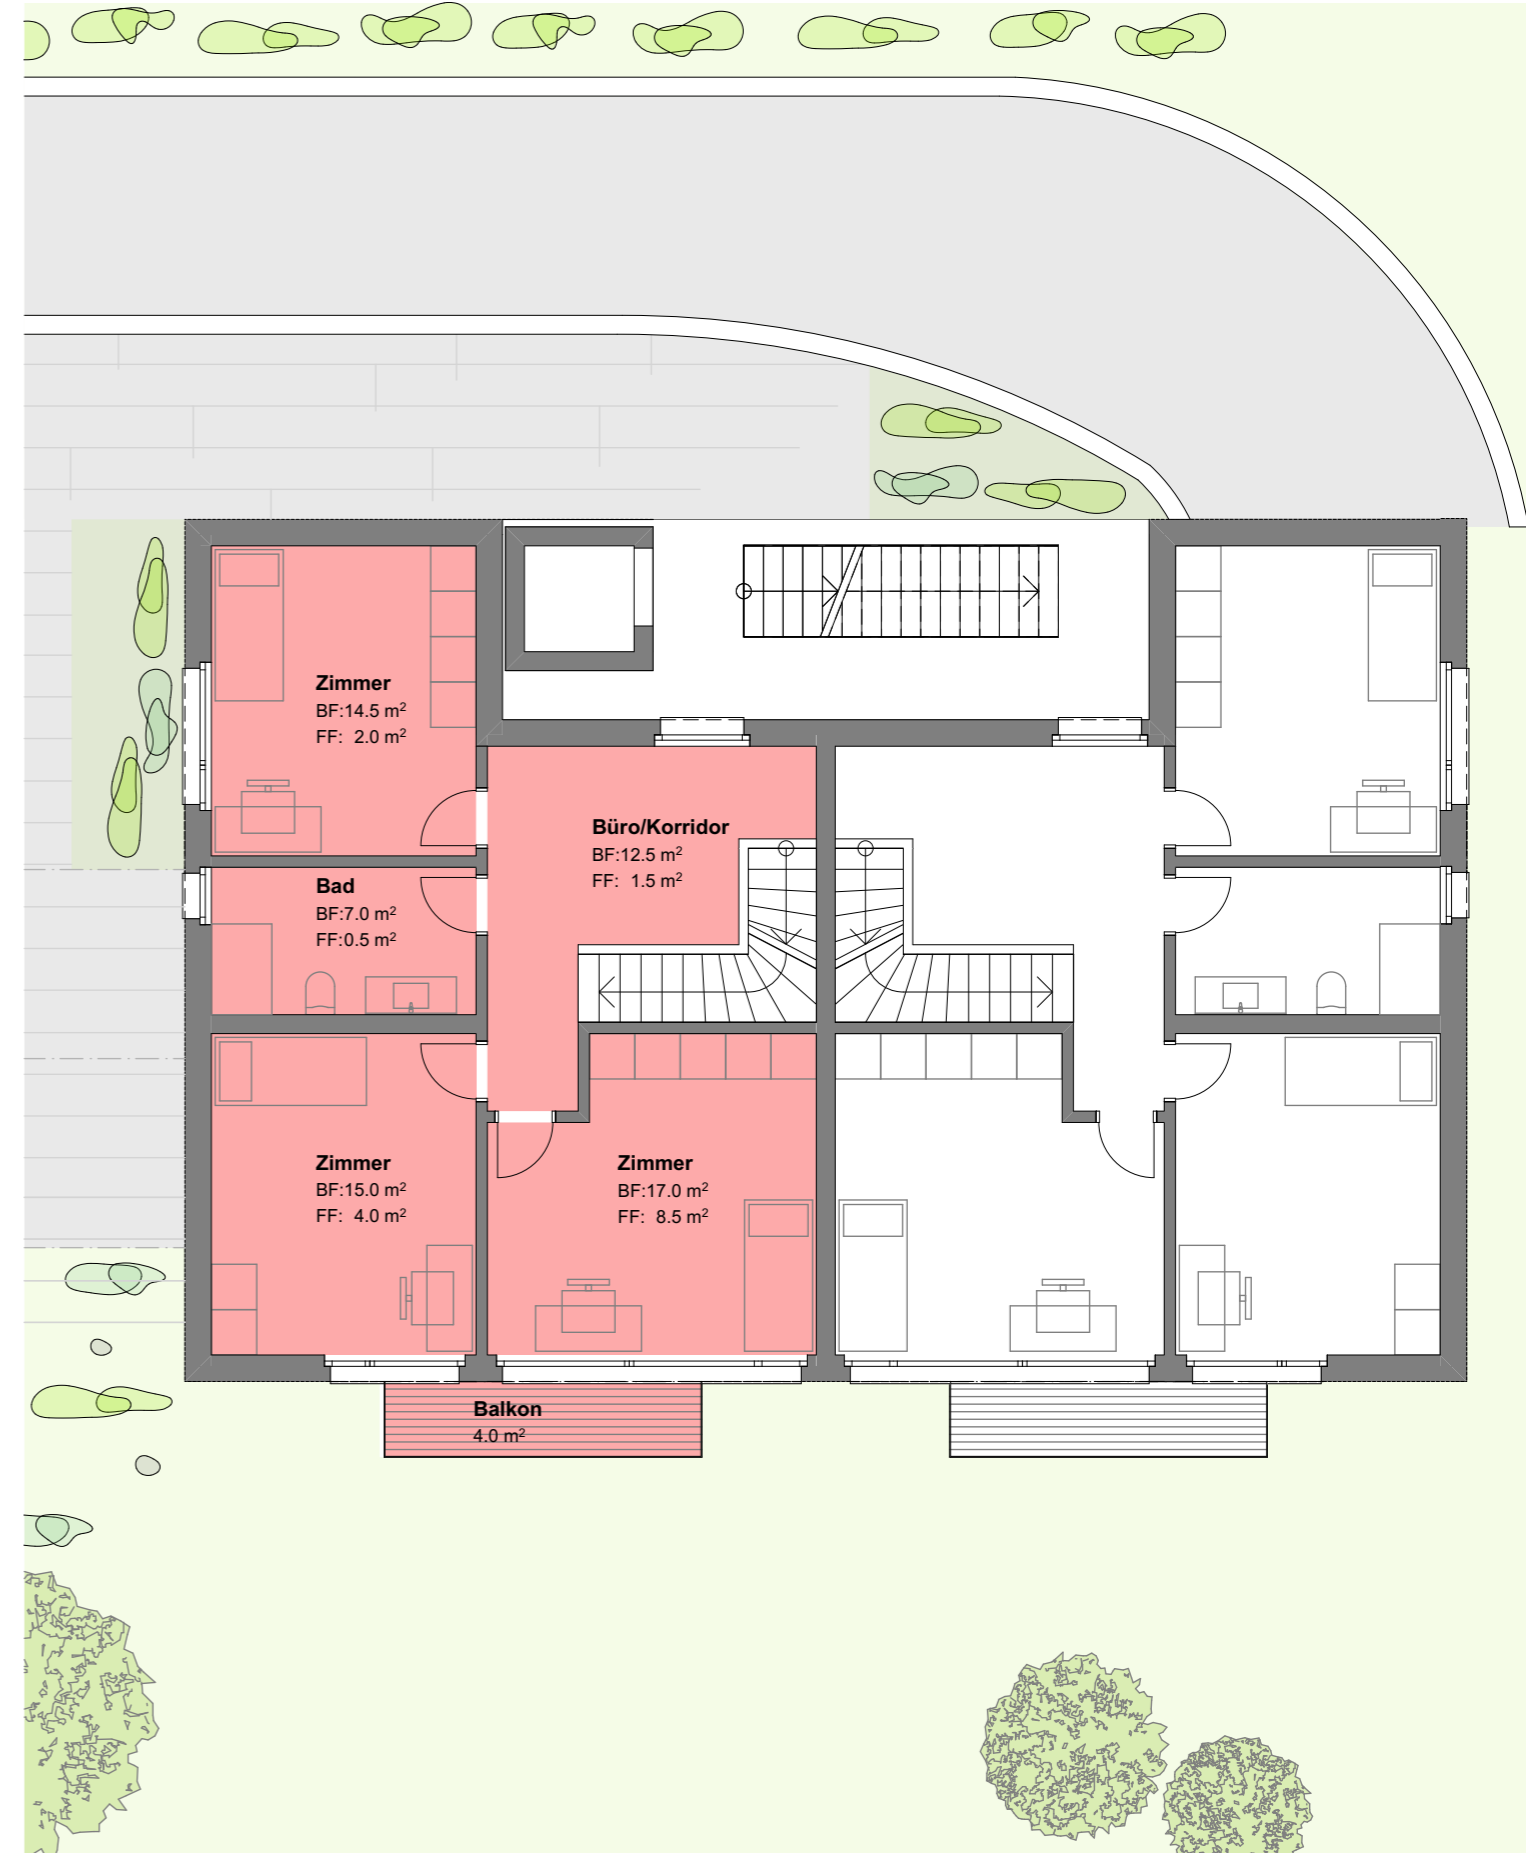 Zimmer
BF:14.5 m²
FF: 2.0 m²
Büro/Korridor
BF:12.5 m²
FF: 1.5 m²
Bad
BF:7.0 m²
FF:0.5 m²
Zimmer
BF:15.0 m²
FF: 4.0 m²
Zimmer
BF:17.0 m²
FF: 8.5 m²
Balkon
4.0 m²